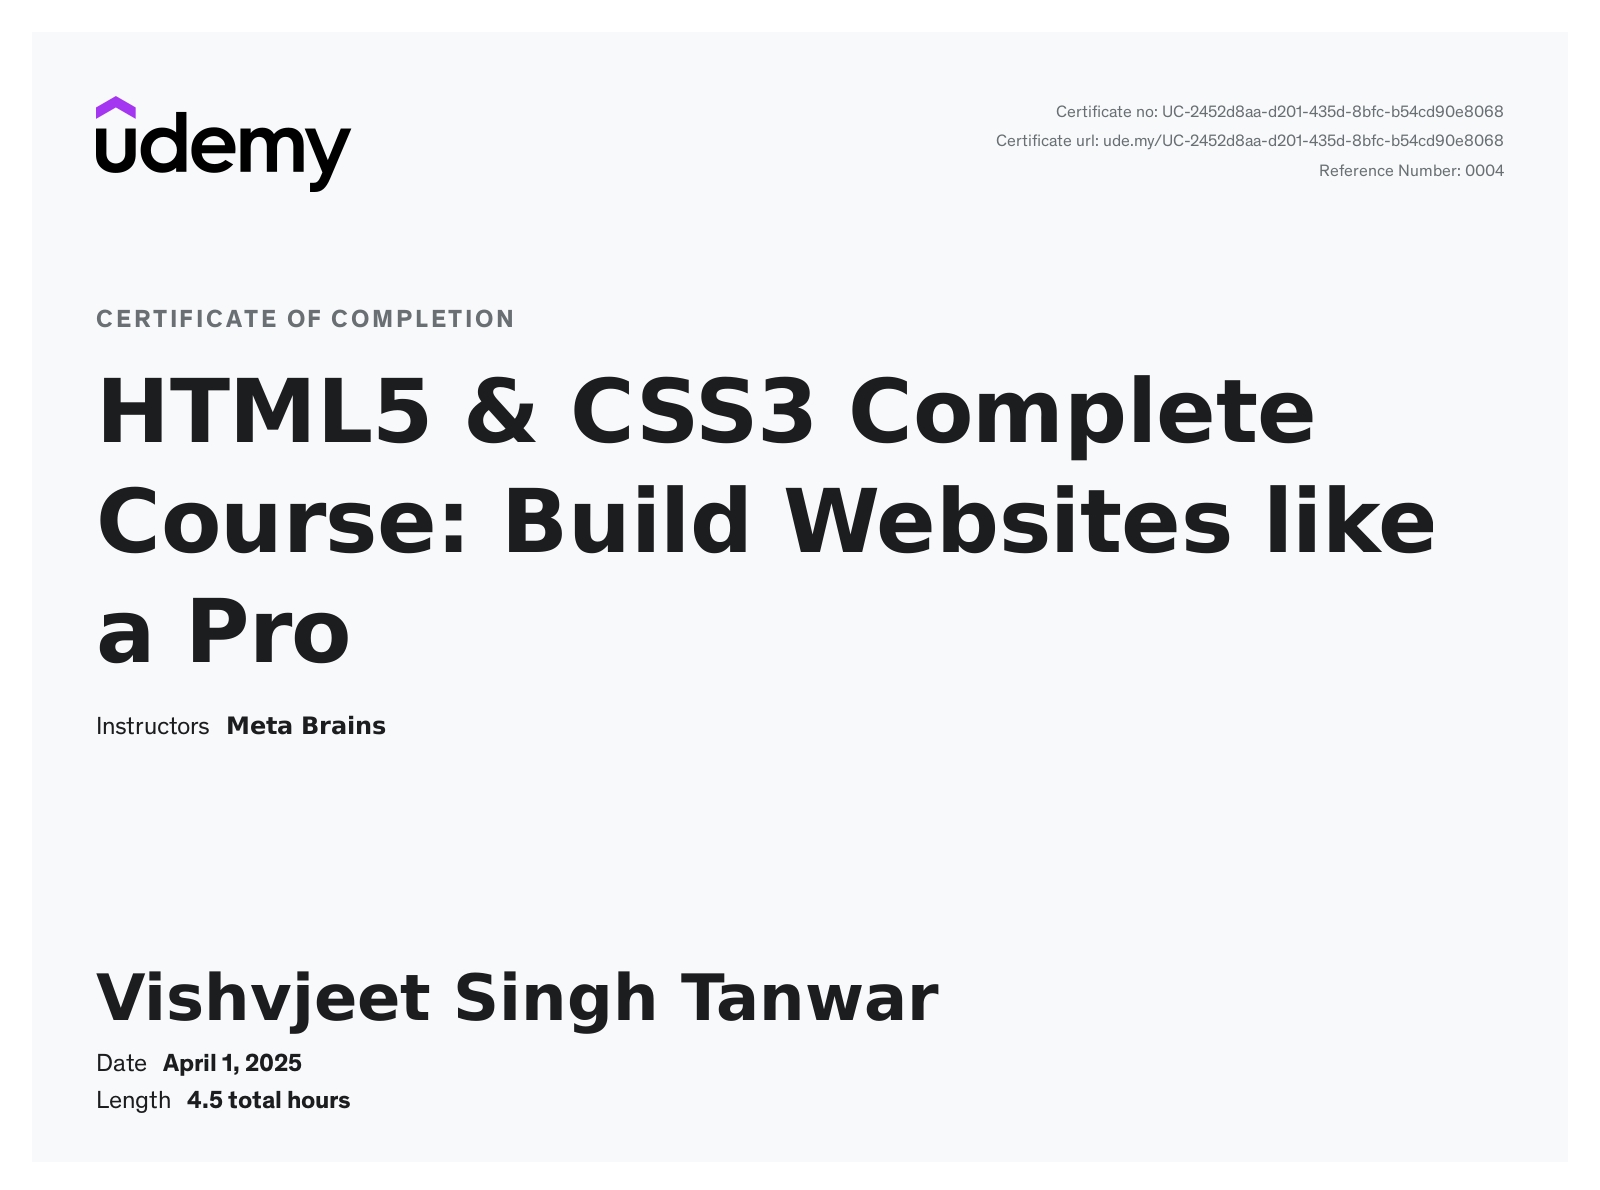 udemy
Certificate no: UC-2452d8aa-d201-435d-8bfc-b54cd90e8068
Certificate url: ude.my/UC-2452d8aa-d201-435d-8bfc-b54cd90e8068
Reference Number: 0004
CERTIFICATE OF COMPLETION
HTML5 & CSS3 Complete
Course: Build Websites like
a Pro
Instructors Meta Brains
Vishvjeet Singh Tanwar
Date April 1, 2025
Length 4.5 total hours